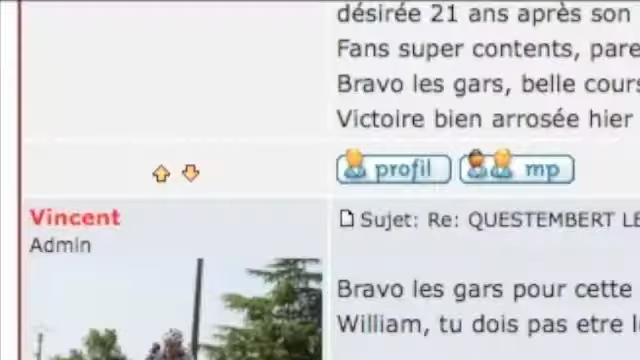 désirée 21 ans après son
Fans super contents, pare
Bravo les gars, belle cours
Victoire bien arrosée hier
profil mp
Vincent
Admin
Sujet: Re: QUESTEMBERT LE
Bravo les gars pour cette
William, tu dois pas etre l